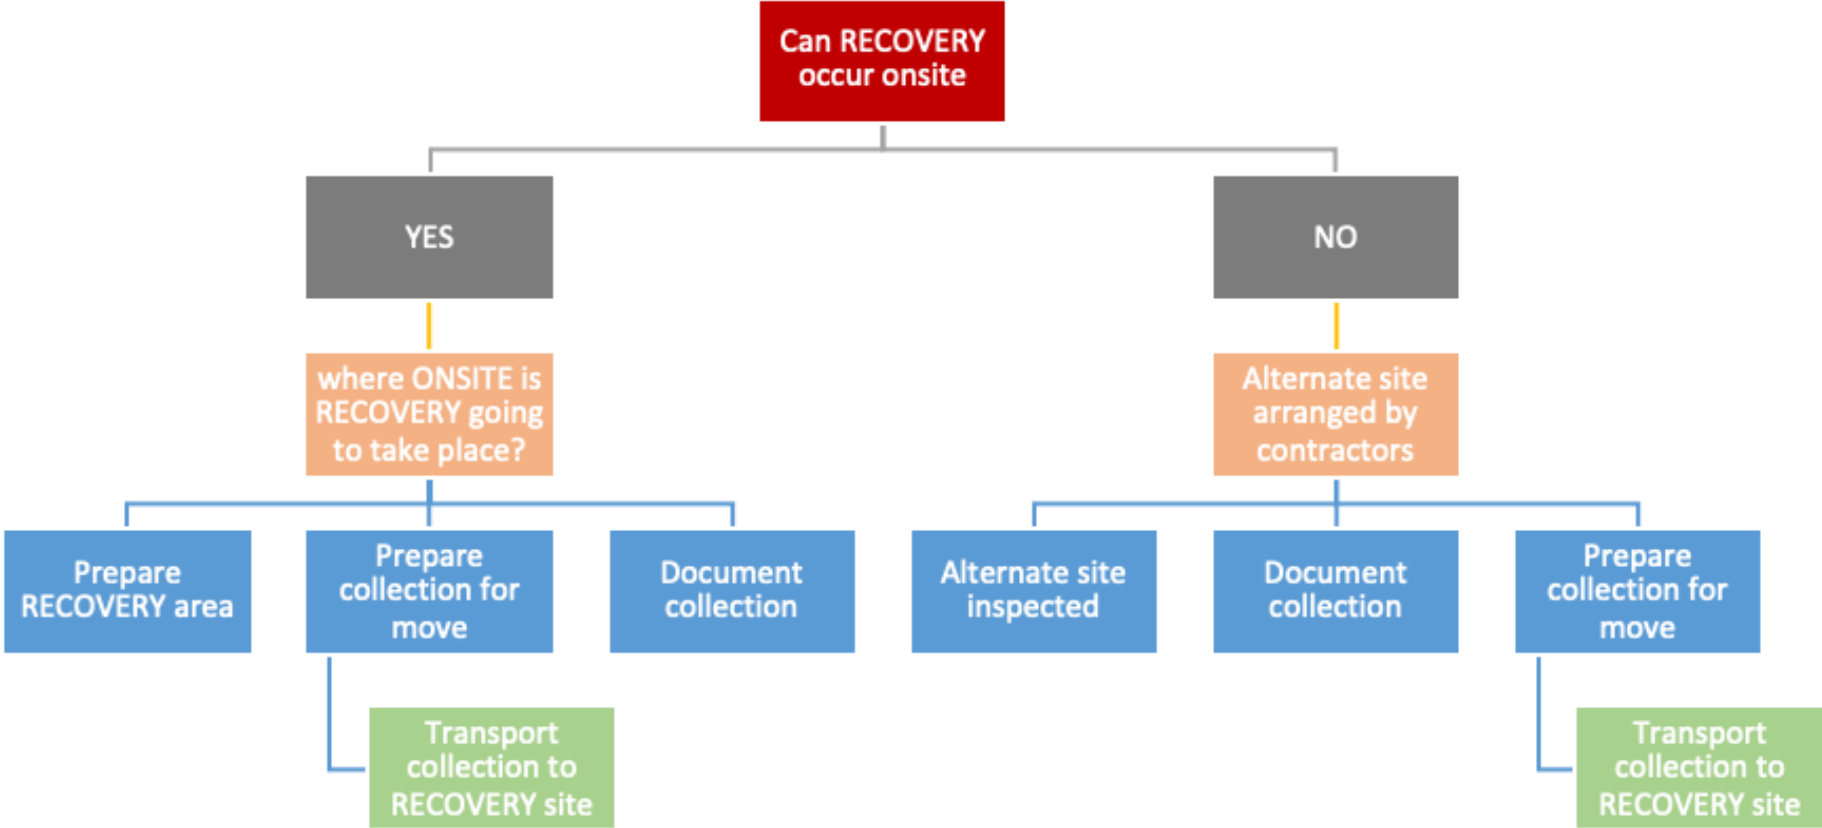 Can RECOVERY
occur onsite
YES
NO
where ONSITE is
RECOVERY going
to take place?
Alternate site
arranged by
contractors
Prepare
RECOVERY area
Prepare
collection for
move
Document
collection
Alternate site
inspected
Document
collection
Prepare
collection for
move
Transport
collection to
RECOVERY site
Transport
collection to
RECOVERY site